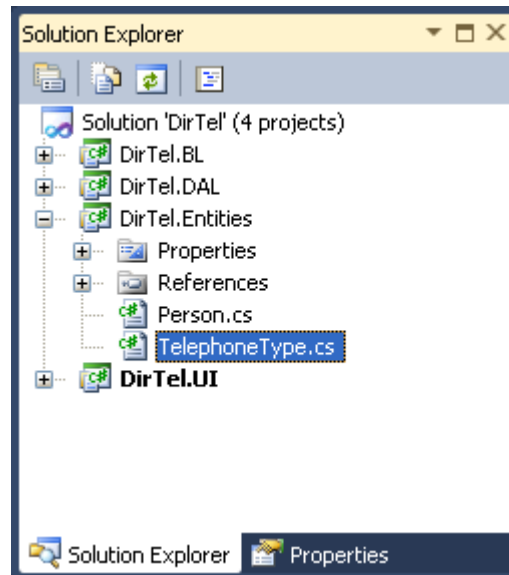 Solution Explorer
Solution 'DirTel' (4 projects)
DirTel.BL
DirTel.DAL
DirTel.Entities
Properties
References
Person.cs
TelephoneType.cs
DirTel.UI
Solution Explorer Properties